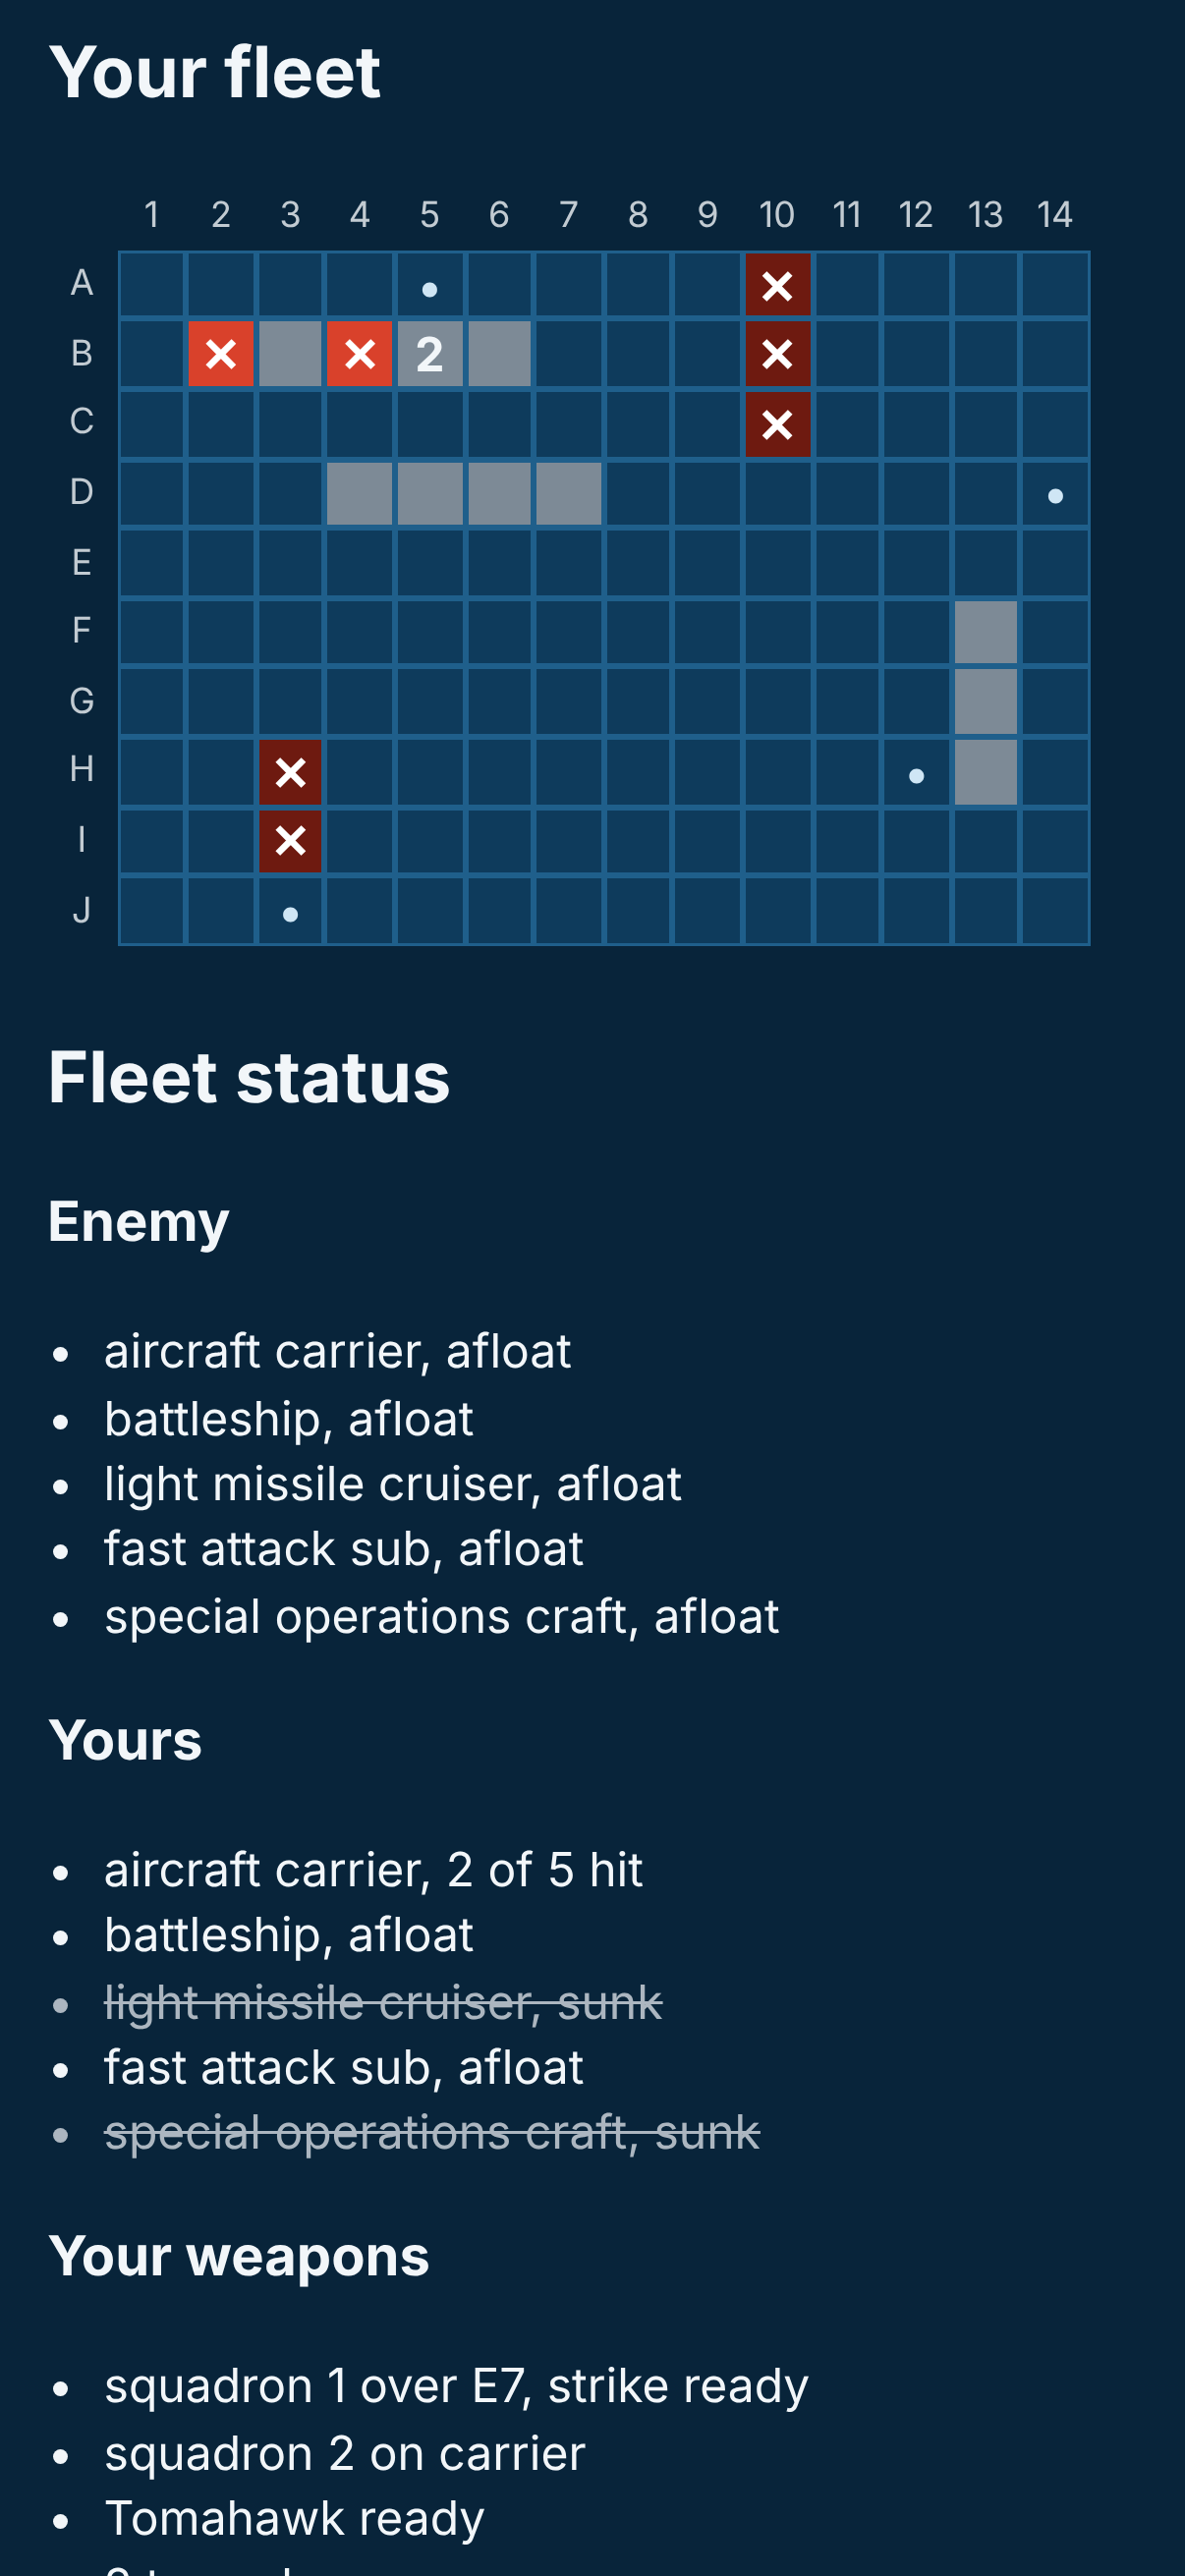 Your fleet
1 2 3 4 5 6 7 8 9 10 11 12 13 14
A
B 2
C
D
E
F
G
H
I
J
Fleet status
Enemy
aircraft carrier, afloat
battleship, afloat
light missile cruiser, afloat
fast attack sub, afloat
special operations craft, afloat
Yours
aircraft carrier, 2 of 5 hit
battleship, afloat
light missile cruiser, sunk
fast attack sub, afloat
special operations craft, sunk
Your weapons
squadron 1 over E7, strike ready
squadron 2 on carrier
Tomahawk ready